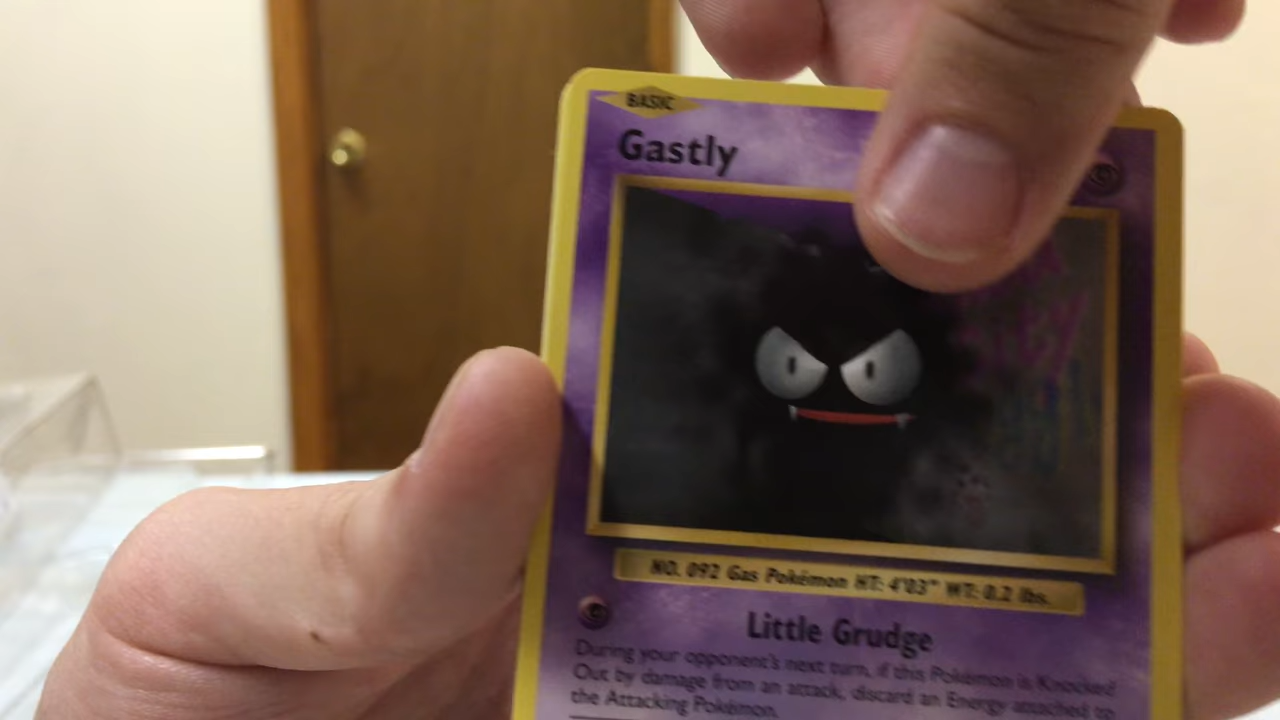 BASIC
Gastly
NO. 092 Gas Pokémon HT: 4'03" WT: 0.2 lbs.
Little Grudge
During your opponent's next turn, if this Pokémon is Knocked
Out by damage from an attack, discard an Energy attached to
the Attacking Pokémon.